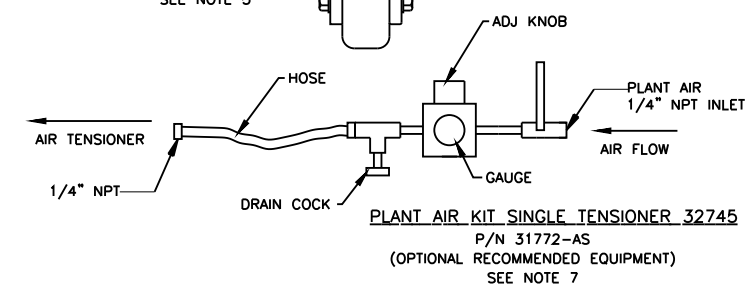 SEE NOTE 5
ADJ KNOB
HOSE
PLANT AIR
1/4" NPT INLET
AIR TENSIONER
AIR FLOW
1/4" NPT
GAUGE
DRAIN COCK
PLANT AIR KIT SINGLE TENSIONER 32745
P/N 31772-AS
(OPTIONAL RECOMMENDED EQUIPMENT)
SEE NOTE 7